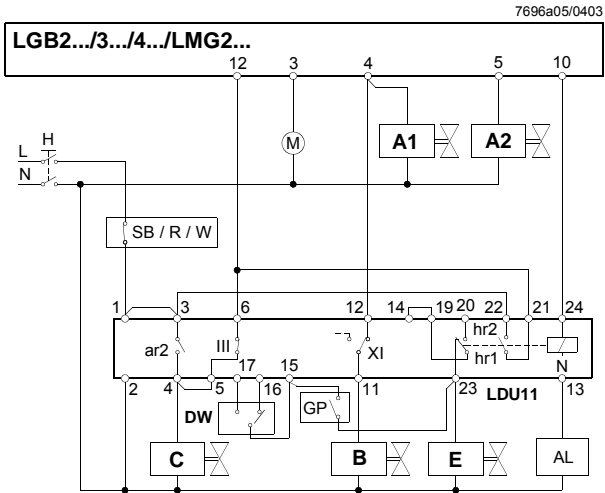 7696a05/0403
LGB2.../3.../4.../LMG2...
12 3 4 5 10
M A1 A2
H
L
N
SB / R / W
1 3 6 12 14 19 20 22 21 24
ar2 III XI hr2 hr1 N
2 4 5 17 16 15 11 23 LDU11 13
DW GP
C B E AL